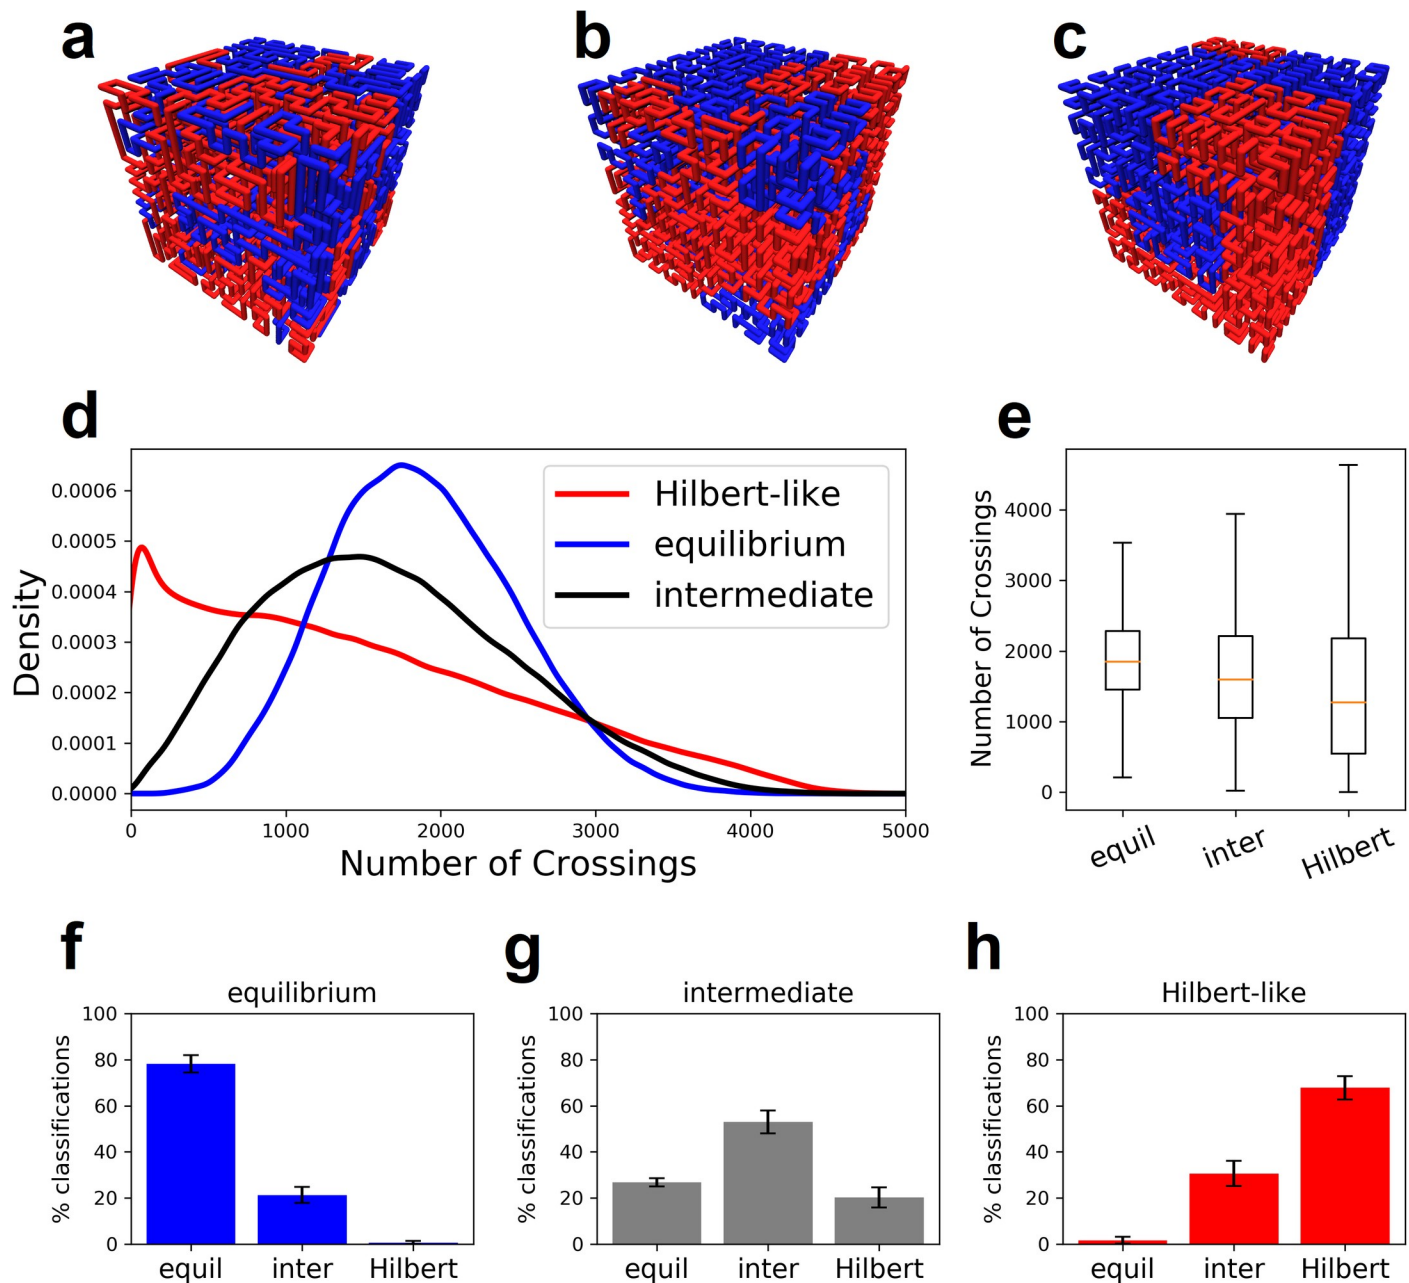 a
b
c
d
Density
0.0006
0.0005
0.0004
0.0003
0.0002
0.0001
0.0000
Hilbert-like
equilibrium
intermediate
0
1000
2000
3000
4000
5000
Number of Crossings
e
Number of Crossings
4000
3000
2000
1000
0
equil
inter
Hilbert
f
equilibrium
% classifications
100
80
60
40
20
0
equil
inter
Hilbert
g
intermediate
% classifications
100
80
60
40
20
0
equil
inter
Hilbert
h
Hilbert-like
% classifications
100
80
60
40
20
0
equil
inter
Hilbert